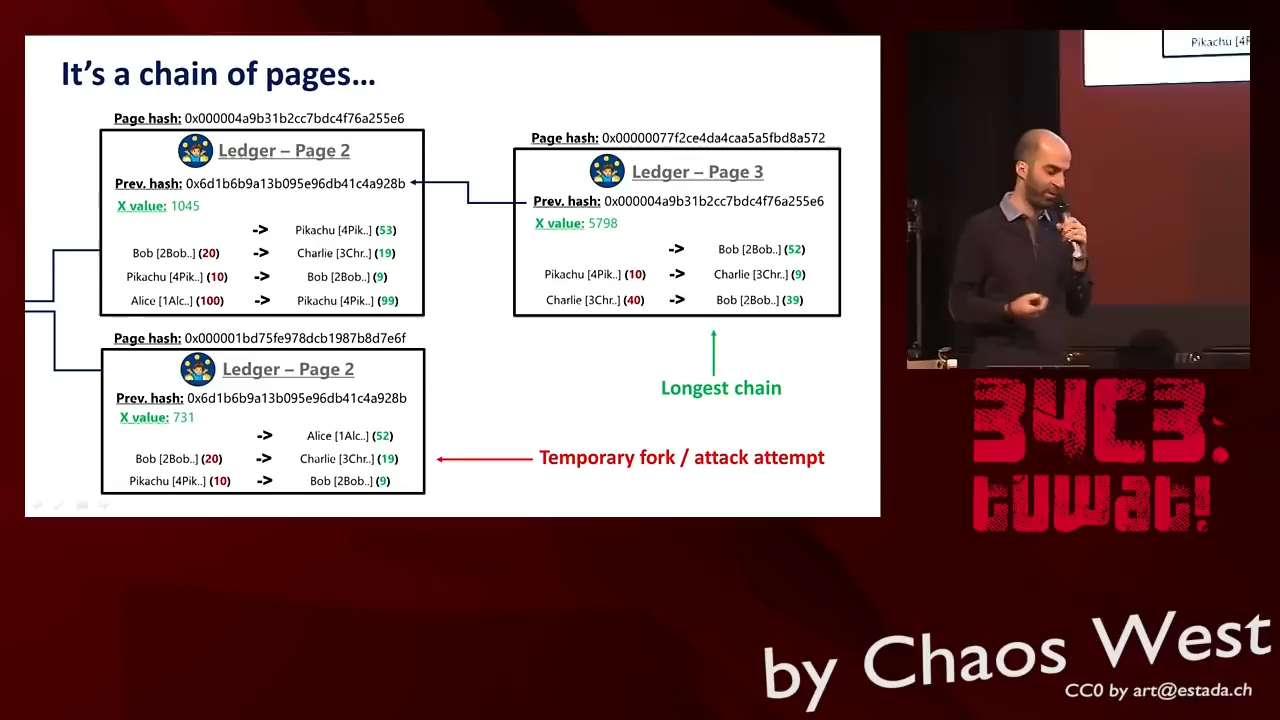 It's a chain of pages...
Page hash: 0x000004a9b31b2cc7bdc4f76a255e6
Ledger – Page 2
Prev. hash: 0x6d1b6b9a13b095e96db41c4a928b
X value: 1045
-> Pikachu [4Pik..] (53)
Bob [2Bob..] (20) -> Charlie [3Chr..] (19)
Pikachu [4Pik..] (10) -> Bob [2Bob..] (9)
Alice [1Alc..] (100) -> Pikachu [4Pik..] (99)
Page hash: 0x000001bd75fe978dcb1987b8d7e6f
Ledger – Page 2
Prev. hash: 0x6d1b6b9a13b095e96db41c4a928b
X value: 731
-> Alice [1Alc..] (52)
Bob [2Bob..] (20) -> Charlie [3Chr..] (19)
Pikachu [4Pik..] (10) -> Bob [2Bob..] (9)
Page hash: 0x00000077f2ce4da4caa5a5fbd8a572
Ledger – Page 3
Prev. hash: 0x000004a9b31b2cc7bdc4f76a255e6
X value: 5798
-> Bob [2Bob..] (52)
Pikachu [4Pik..] (10) -> Charlie [3Chr..] (9)
Charlie [3Chr..] (40) -> Bob [2Bob..] (39)
Longest chain
Temporary fork / attack attempt
Pikachu [4P
34C3:
tuwat!
by Chaos West
CC0 by art@estada.ch